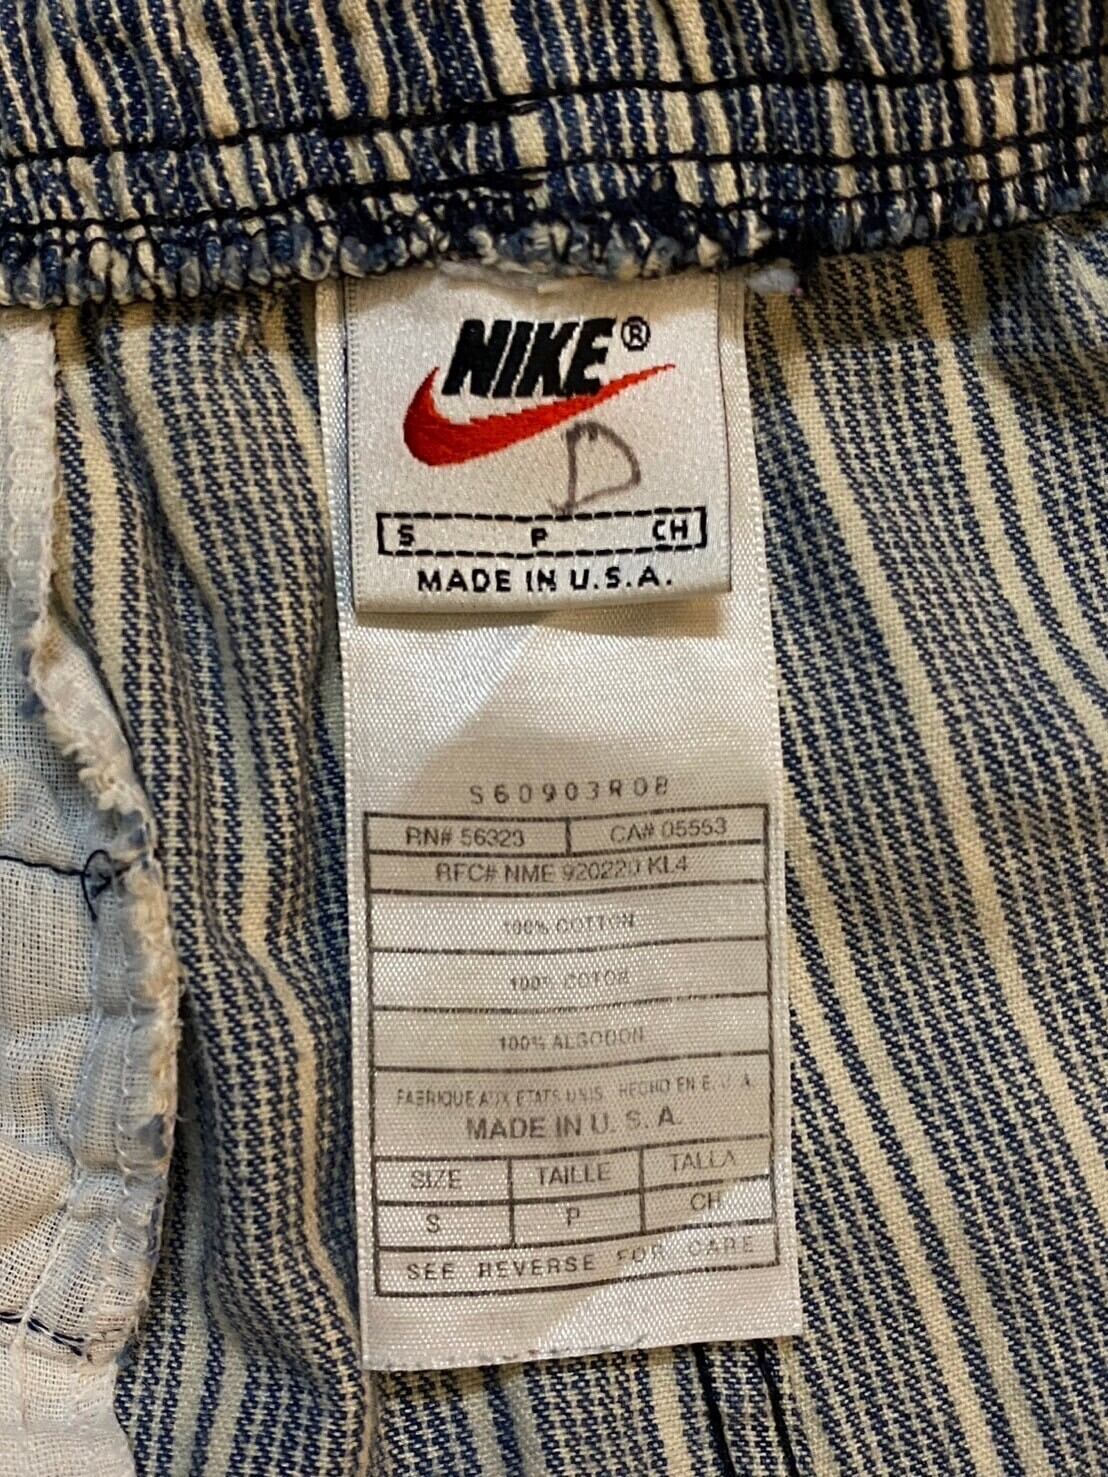 NIKE®
D
S P CH
MADE IN U.S.A.
S60903ROB
RN# 56323 CA# 05553
RFC# NME 920220 KL4
100% COTTON
100% COTON
100% ALGODON
FABRIQUE AUX ETATS UNIS HECHO EN E.U.A.
MADE IN U. S. A.
SIZE TAILLE TALLA
S P CH
SEE REVERSE FOR CARE